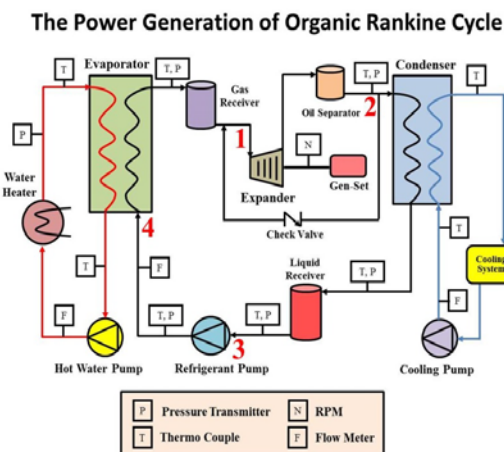 The Power Generation of Organic Rankine Cycle
Evaporator
Condenser
T
T, P
T, P
T
Gas
Receiver
Oil Separator
2
P
1
N
Water
Heater
Expander
Gen-Set
4
Check Valve
T
T
F
Liquid
Receiver
T, P
Cooling
System
F
F
T, P
T, P
3
Hot Water Pump
Refrigerant Pump
Cooling Pump
P Pressure Transmitter
N RPM
T Thermo Couple
F Flow Meter